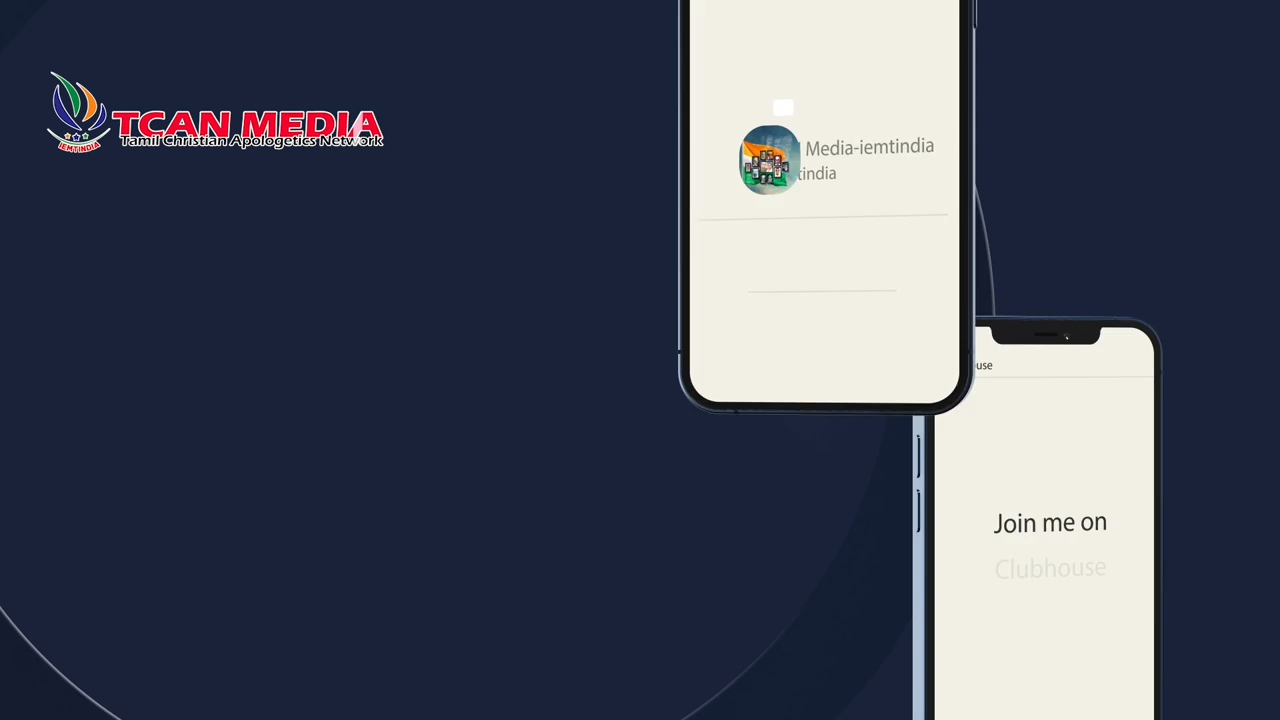 TCAN MEDIA
Tamil Christian Apologetics Network
IEMTINDIA
Media-iemtindia
tindia
use
Join me on
Clubhouse